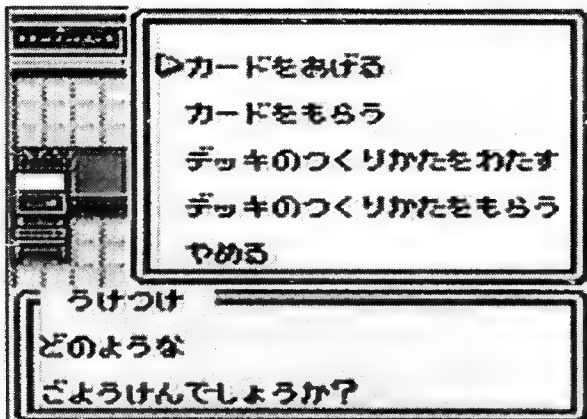 ▷カードをおげる
カードをもらう
デッキのつくりかたをわたす
デッキのつくりかたをもらう
やめる
うけつけ
どのような
ごようけんでしょうか?